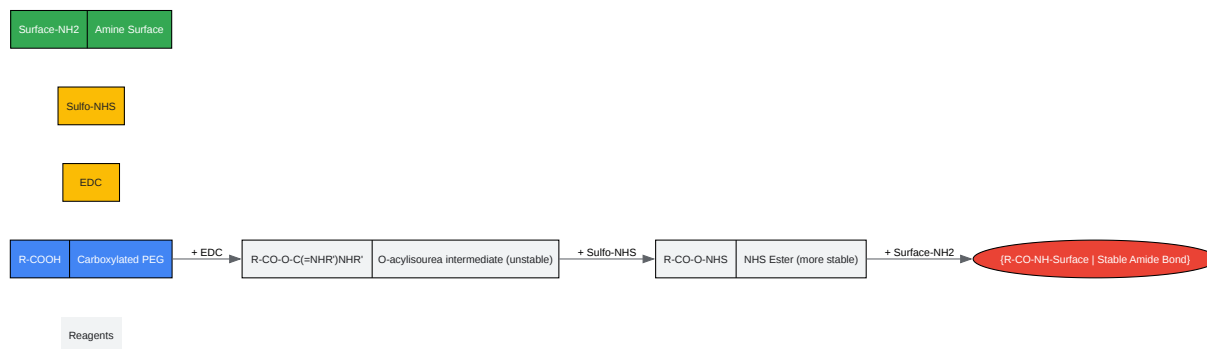 Surface-NH2 Amine Surface
Sulfo-NHS
EDC
R-COOH Carboxylated PEG
+ EDC
R-CO-O-C(=NHR')NHR' O-acylisourea intermediate (unstable)
+ Sulfo-NHS
R-CO-O-NHS NHS Ester (more stable)
+ Surface-NH2
{R-CO-NH-Surface | Stable Amide Bond}
Reagents